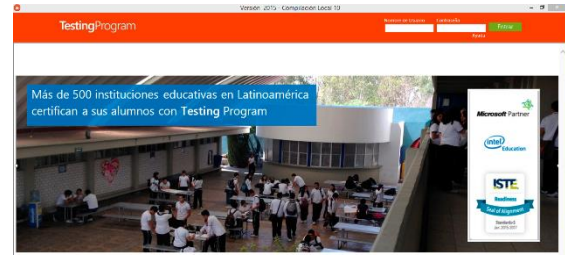 Versión 2015 Compilación Local 10
TestingProgram
Nombre de Usuario
Contraseña
Entrar
Ayuda
Más de 500 instituciones educativas en Latinoamérica
certifican a sus alumnos con Testing Program
Microsoft Partner
intel
Education
ISTE
Readiness
Seal of Alignment